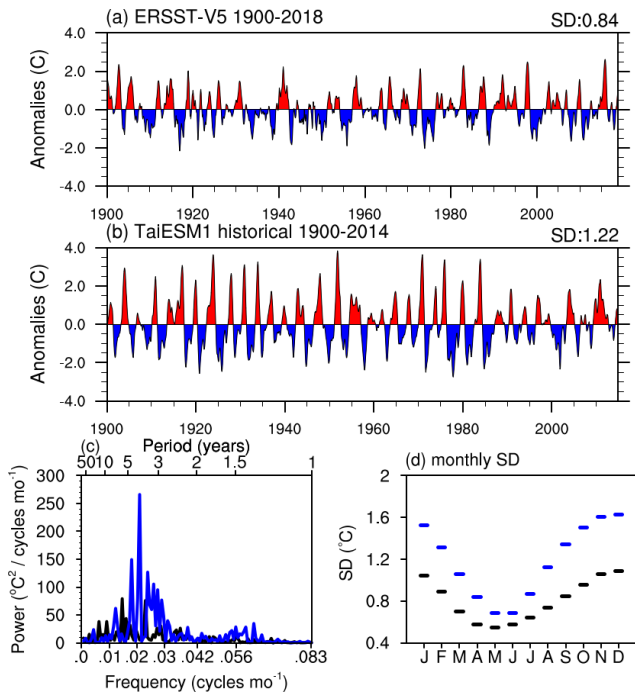 (a) ERSST-V5 1900-2018
SD:0.84
Anomalies (C)
4.0
2.0
0.0
-2.0
-4.0
1900
1920
1940
1960
1980
2000
(b) TaiESM1 historical 1900-2014
SD:1.22
Anomalies (C)
4.0
2.0
0.0
-2.0
-4.0
1900
1920
1940
1960
1980
2000
(c)
Period (years)
50 10 5 3 2 1.5 1
Power (°C² / cycles mo⁻¹)
300
250
200
150
100
50
0
.0 .01 .02 .03 .042 .056 .083
Frequency (cycles mo⁻¹)
(d) monthly SD
SD (°C)
2
1.6
1.2
0.8
0.4
J F M A M J J A S O N D